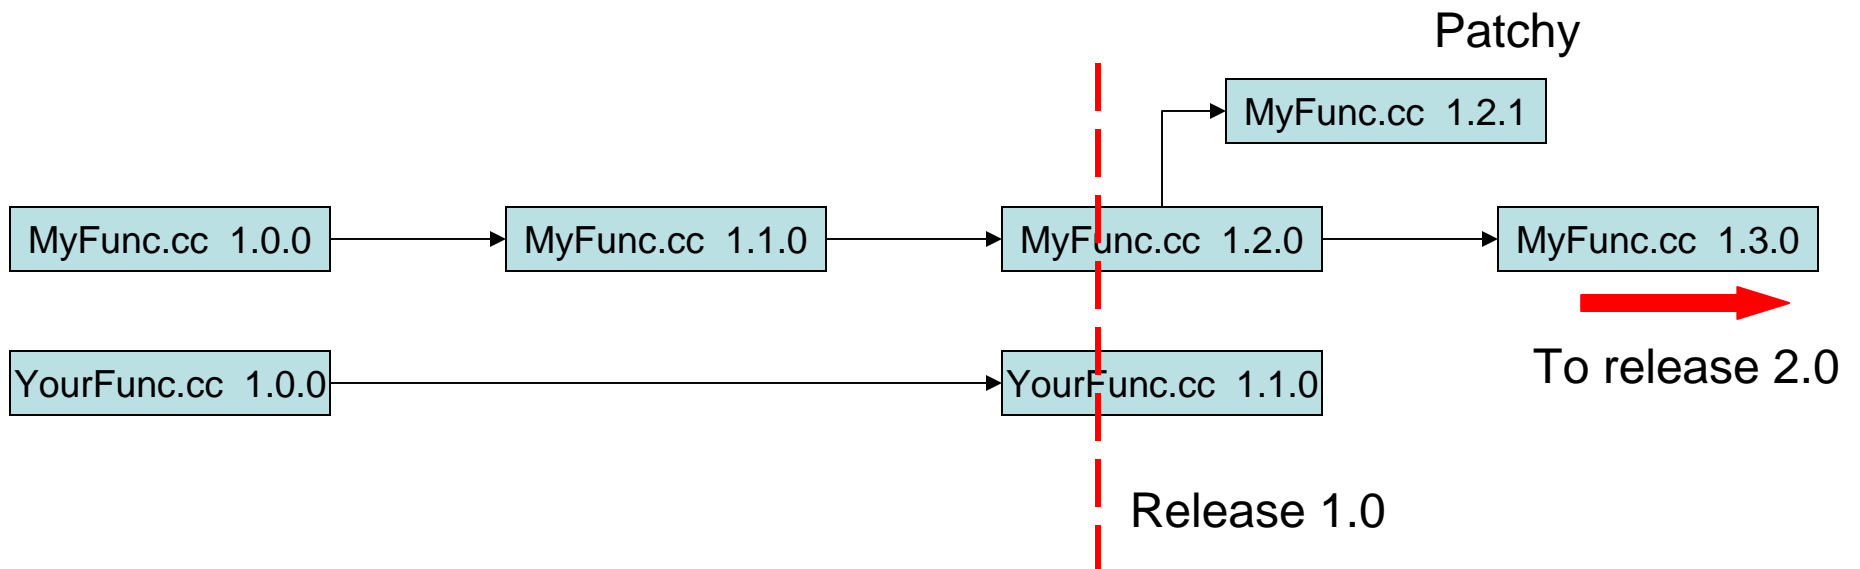 Patchy
MyFunc.cc 1.2.1
MyFunc.cc 1.0.0
MyFunc.cc 1.1.0
MyFunc.cc 1.2.0
MyFunc.cc 1.3.0
YourFunc.cc 1.0.0
YourFunc.cc 1.1.0
To release 2.0
Release 1.0